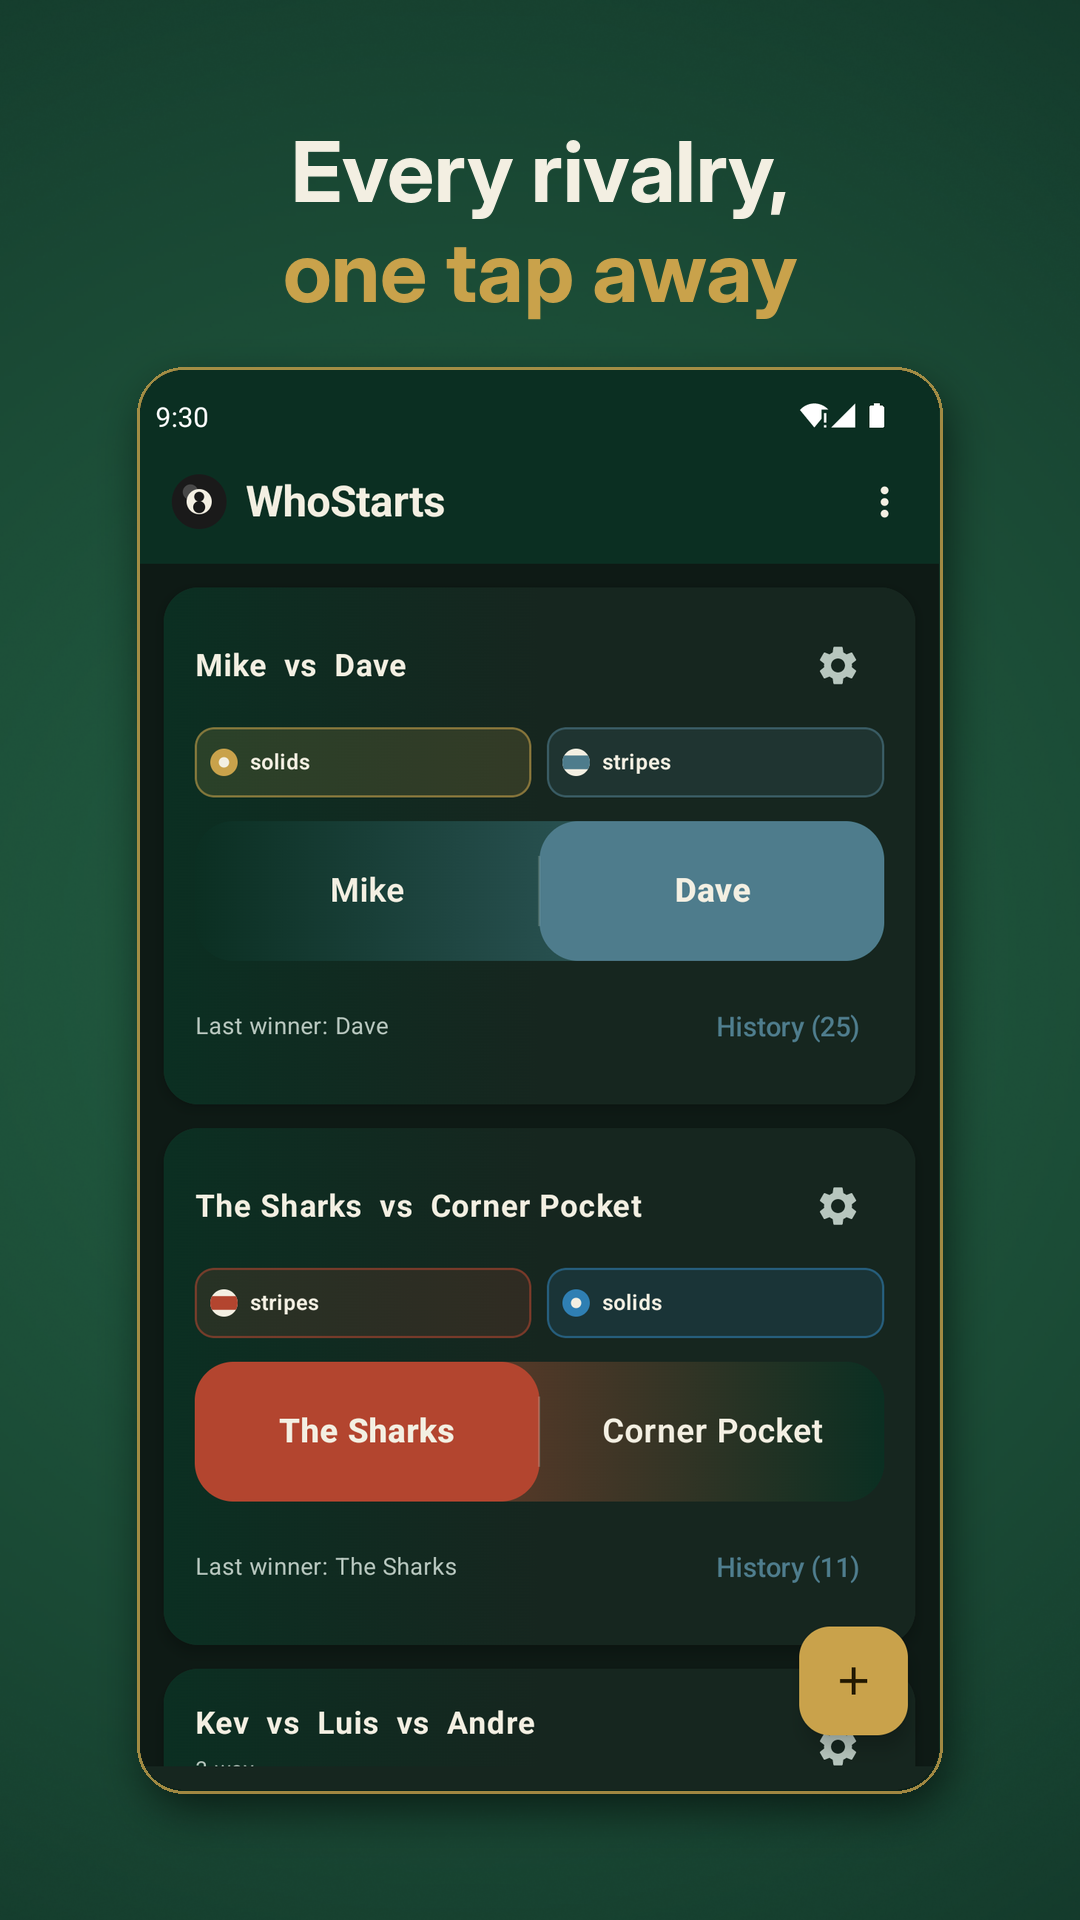 Every rivalry,
one tap away
9:30
WhoStarts
Mike vs Dave
solids
stripes
Mike
Dave
Last winner: Dave
History (25)
The Sharks vs Corner Pocket
stripes
solids
The Sharks
Corner Pocket
Last winner: The Sharks
History (11)
+
Kev vs Luis vs Andre